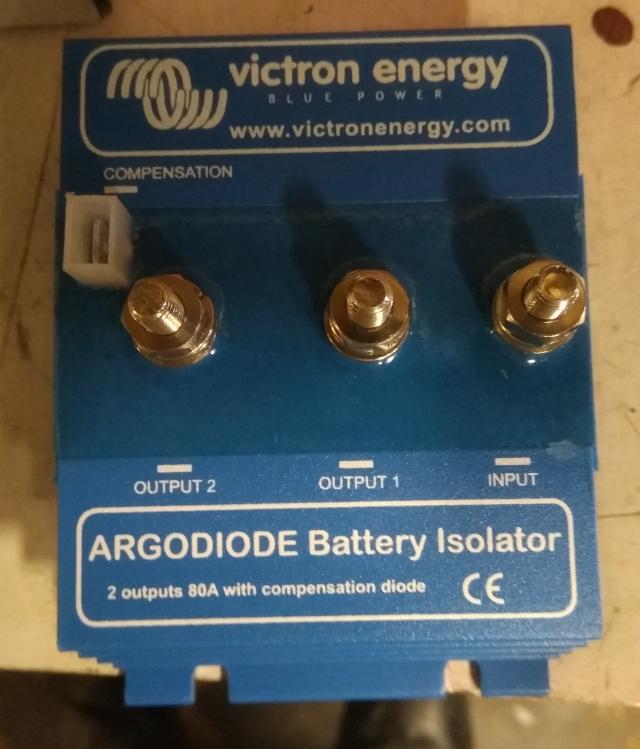 victron energy
BLUE POWER
www.victronenergy.com
COMPENSATION
OUTPUT 2
OUTPUT 1
INPUT
ARGODIODE Battery Isolator
2 outputs 80A with compensation diode
CE